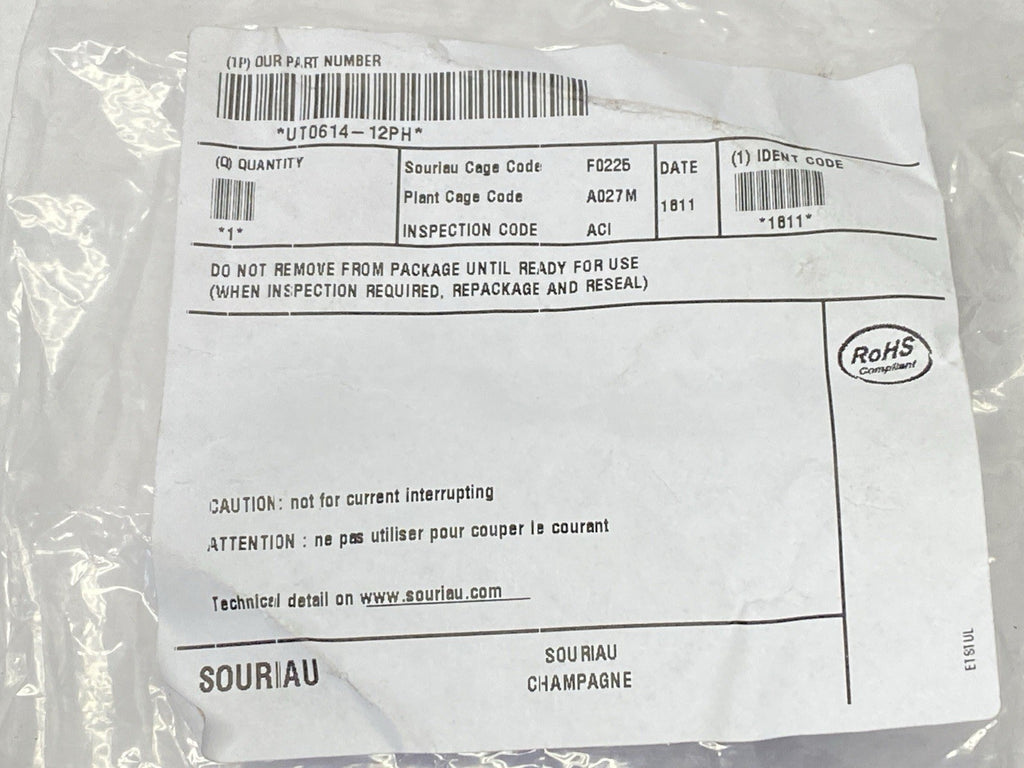 (1P) OUR PART NUMBER
*UT0614-12PH*
(Q) QUANTITY
*1*
Souriau Cage Code F0225
Plant Cage Code A027M
INSPECTION CODE ACI
DATE
1811
(1) IDENT CODE
*1811*
DO NOT REMOVE FROM PACKAGE UNTIL READY FOR USE
(WHEN INSPECTION REQUIRED, REPACKAGE AND RESEAL)
RoHS
Compliant
CAUTION: not for current interrupting
ATTENTION : ne pas utiliser pour couper le courant
Technical detail on www.souriau.com
SOURIAU
SOURIAU
CHAMPAGNE